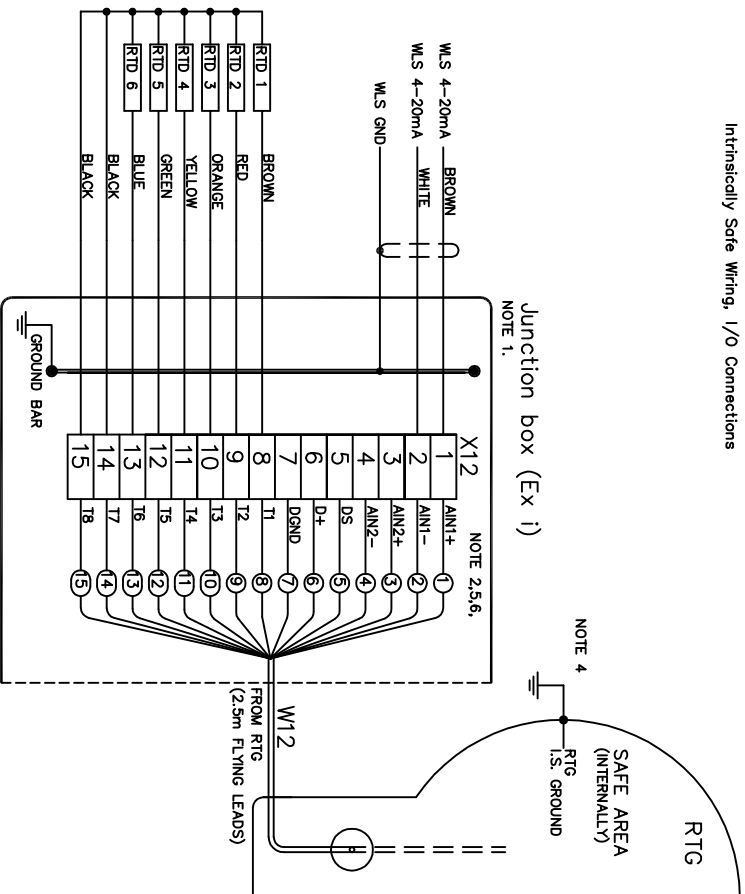 Intrinsically Safe Wiring, I/O Connections
RTG
SAFE AREA
(INTERNALLY)
RTG
I.S. GROUND
NOTE 4
Junction box (Ex i)
NOTE 1.
X12
NOTE 2,5,6,
WLS 4-20mA BROWN 1 AIN1+ 1
WLS 4-20mA WHITE 2 AIN1- 2
3 AIN2+ 3
WLS GND
4 AIN2- 4
5 DS 5
6 D+ 6
7 DGND 7
RTD 1 BROWN 8 T1 8
RTD 2 RED 9 T2 9
RTD 3 ORANGE 10 T3 10
RTD 4 YELLOW 11 T4 11
RTD 5 GREEN 12 T5 12
RTD 6 BLUE 13 T6 13
BLACK 14 T7 14
BLACK 15 T8 15
GROUND BAR
W12
FROM RTG
(2.5m FLYING LEADS)